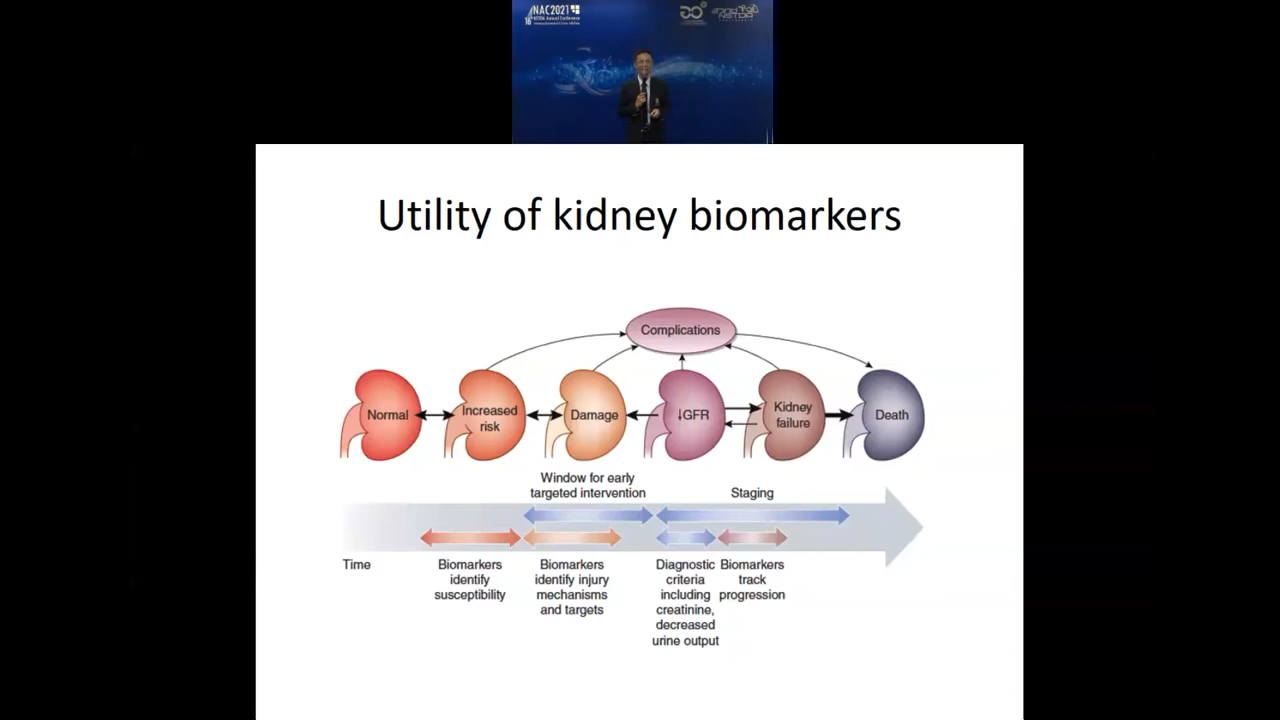 NAC2021
Utility of kidney biomarkers
Complications
Normal
Increased
risk
Damage
↓GFR
Kidney
failure
Death
Window for early
targeted intervention
Staging
Time
Biomarkers
identify
susceptibility
Biomarkers
identify injury
mechanisms
and targets
Diagnostic
criteria
including
creatinine,
decreased
urine output
Biomarkers
track
progression